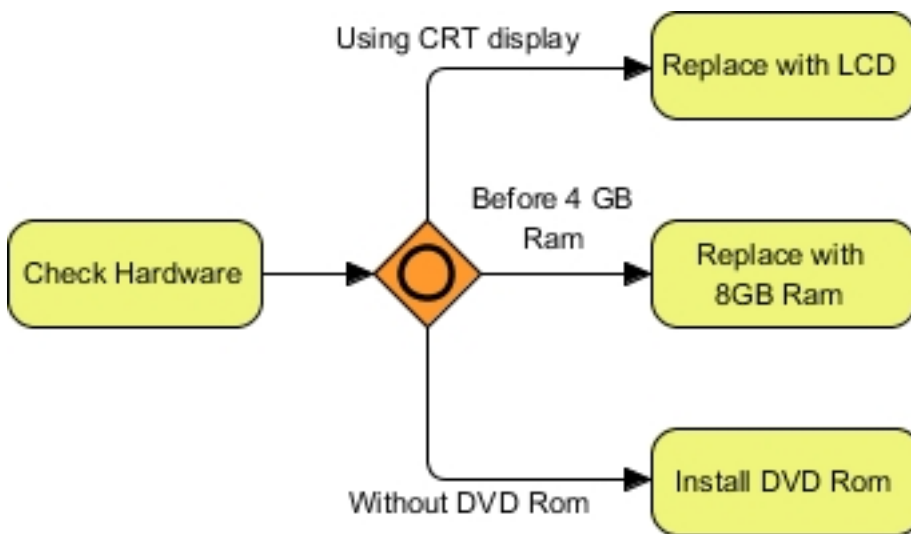 Using CRT display
Replace with LCD
Before 4 GB
Ram
Check Hardware
Replace with
8GB Ram
Without DVD Rom
Install DVD Rom